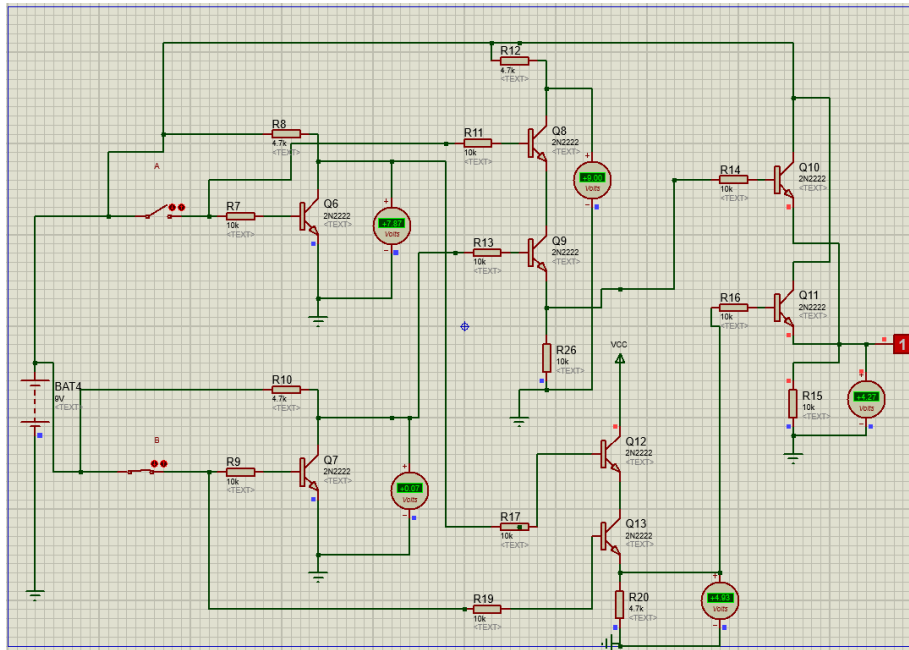 R12
4.7k
<TEXT>
R8
4.7k
<TEXT>
R11
10k
<TEXT>
Q8
2N2222
<TEXT>
A
R7
10k
<TEXT>
Q6
2N2222
<TEXT>
+
+7.87
Volts
+
+9.00
Volts
R14
10k
<TEXT>
Q10
2N2222
<TEXT>
R13
10k
<TEXT>
Q9
2N2222
<TEXT>
R16
10k
<TEXT>
Q11
2N2222
<TEXT>
1
VCC
R26
10k
<TEXT>
BAT4
9V
<TEXT>
R10
4.7k
<TEXT>
R15
10k
<TEXT>
+
+4.27
Volts
B
R9
10k
<TEXT>
Q7
2N2222
<TEXT>
+
+0.07
Volts
Q12
2N2222
<TEXT>
R17
10k
<TEXT>
Q13
2N2222
<TEXT>
R19
10k
<TEXT>
R20
4.7k
<TEXT>
+
+4.93
Volts